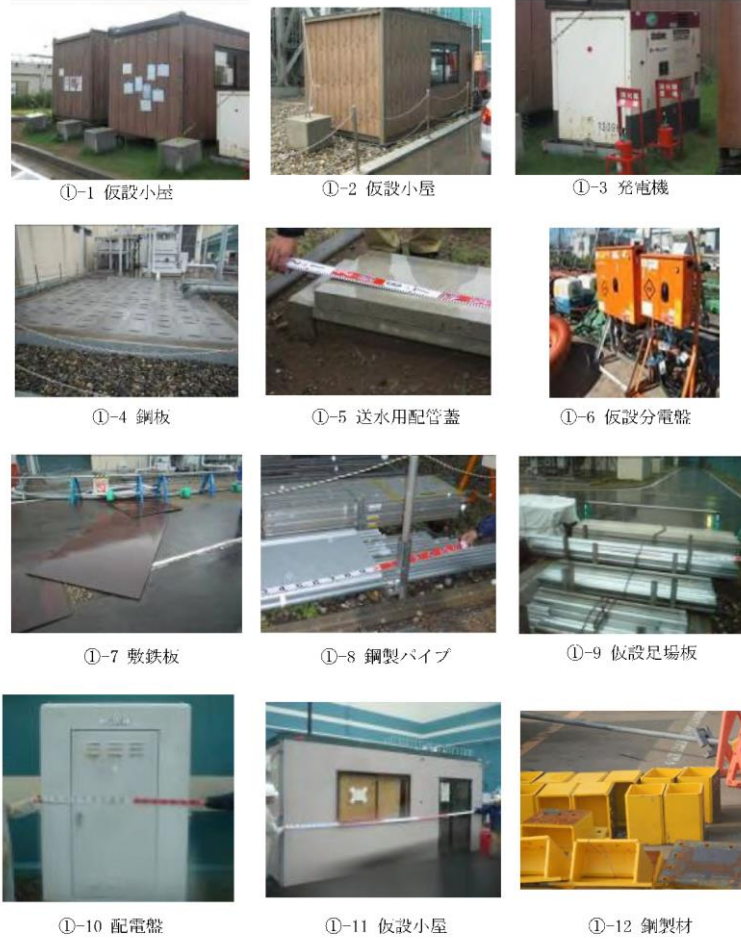 ①-1 仮設小屋
①-2 仮設小屋
①-3 発電機
①-4 鋼板
①-5 送水用配管蓋
①-6 仮設分電盤
①-7 敷鉄板
①-8 鋼製パイプ
①-9 仮設足場板
①-10 配電盤
①-11 仮設小屋
①-12 鋼製材